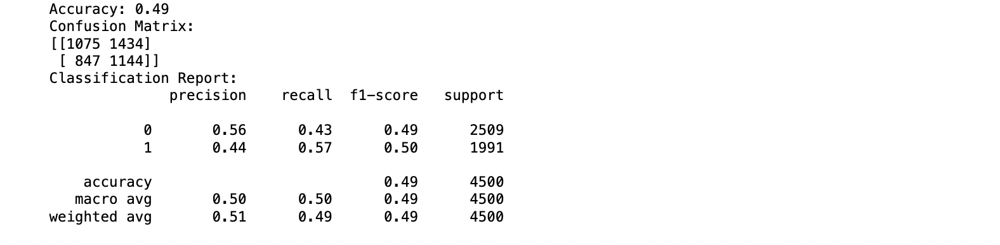 Accuracy: 0.49
Confusion Matrix:
[[1075 1434]
 [ 847 1144]]
Classification Report:
              precision    recall  f1-score   support

           0       0.56      0.43      0.49      2509
           1       0.44      0.57      0.50      1991

    accuracy                           0.49      4500
   macro avg       0.50      0.50      0.49      4500
weighted avg       0.51      0.49      0.49      4500